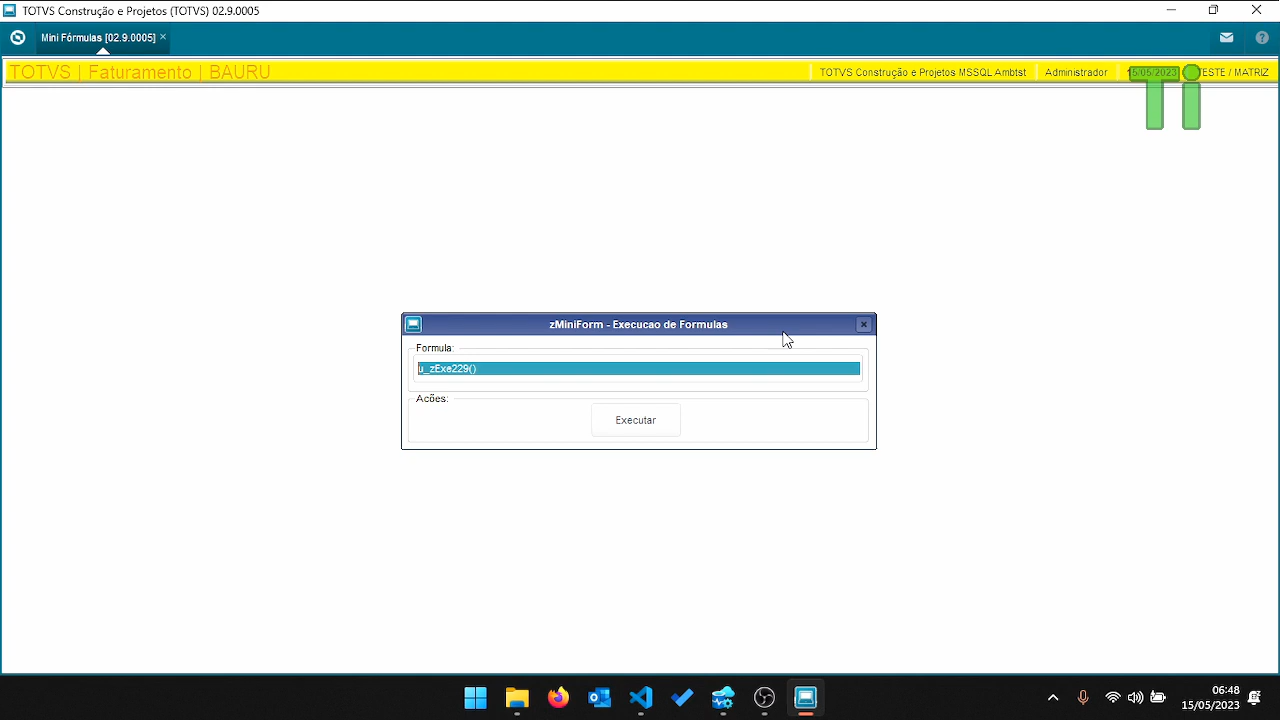 TOTVS Construção e Projetos (TOTVS) 02.9.0005
Mini Fórmulas [02.9.0005]
TOTVS | Faturamento | BAURU
TOTVS Construção e Projetos MSSQL Ambtst
Administrador
15/05/2023
TESTE / MATRIZ
Ti
zMiniForm - Execucao de Formulas
Formula:
u_zExe229()
Acões:
Executar
06:48
15/05/2023